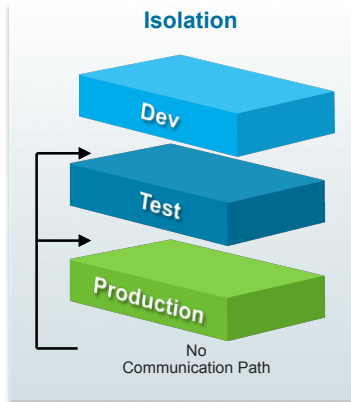 Isolation
Dev
Test
Production
No
Communication Path